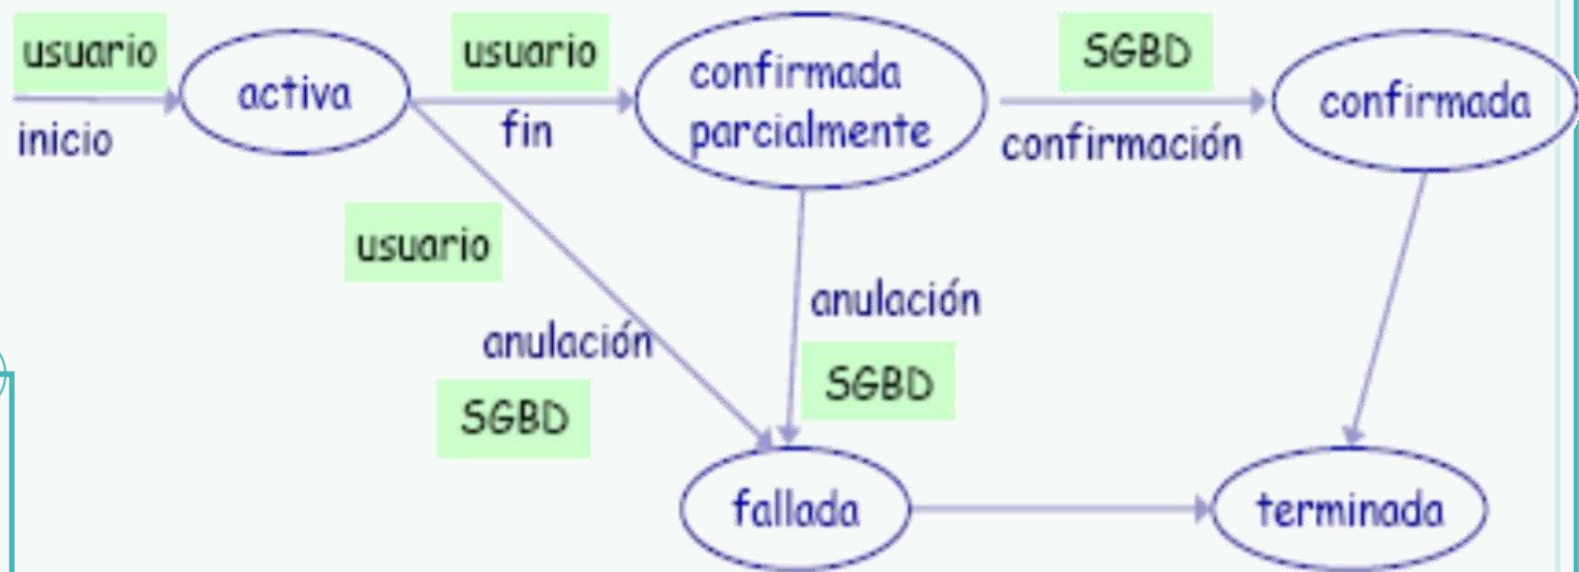 usuario
inicio
activa
usuario
fin
confirmada
parcialmente
SGBD
confirmación
confirmada
usuario
anulación
SGBD
anulación
SGBD
fallada
terminada